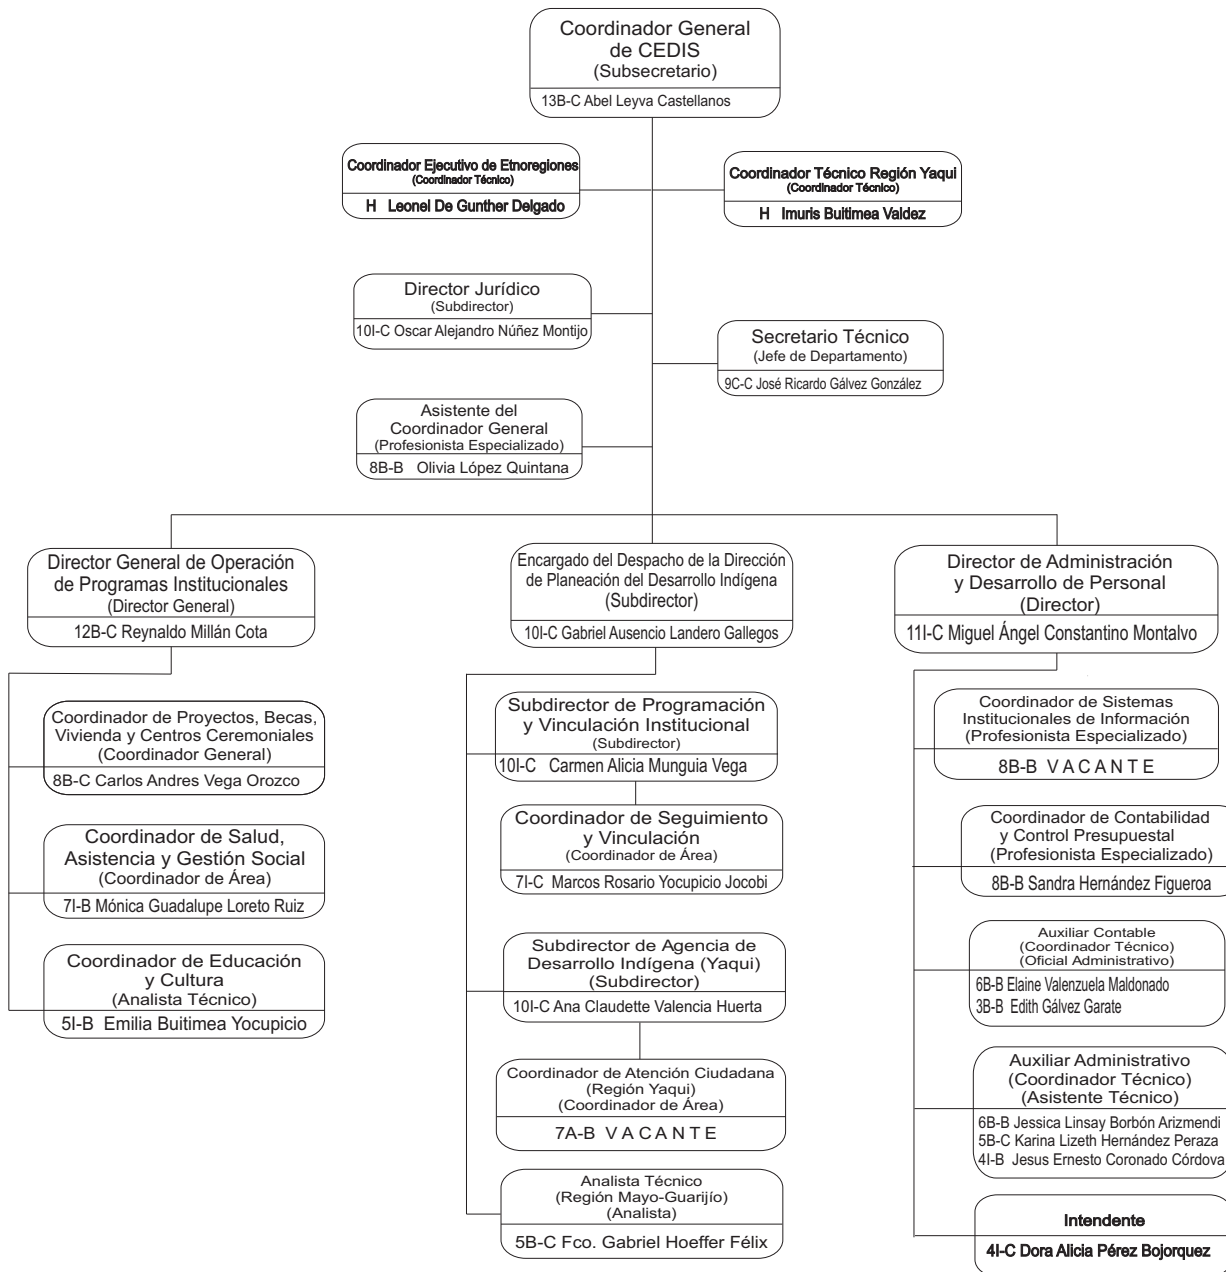 Coordinador General
de CEDIS
(Subsecretario)
13B-C Abel Leyva Castellanos
Coordinador Ejecutivo de Etnoregiones
(Coordinador Técnico)
H Leonel De Gunther Delgado
Coordinador Técnico Región Yaqui
(Coordinador Técnico)
H Imuris Buitimea Valdez
Director Jurídico
(Subdirector)
10I-C Oscar Alejandro Núñez Montijo
Secretario Técnico
(Jefe de Departamento)
9C-C José Ricardo Gálvez González
Asistente del
Coordinador General
(Profesionista Especializado)
8B-B Olivia López Quintana
Director General de Operación
de Programas Institucionales
(Director General)
12B-C Reynaldo Millán Cota
Coordinador de Proyectos, Becas,
Vivienda y Centros Ceremoniales
(Coordinador General)
8B-C Carlos Andres Vega Orozco
Coordinador de Salud,
Asistencia y Gestión Social
(Coordinador de Área)
7I-B Mónica Guadalupe Loreto Ruiz
Coordinador de Educación
y Cultura
(Analista Técnico)
5I-B Emilia Buitimea Yocupicio
Encargado del Despacho de la Dirección
de Planeación del Desarrollo Indígena
(Subdirector)
10I-C Gabriel Ausencio Landero Gallegos
Subdirector de Programación
y Vinculación Institucional
(Subdirector)
10I-C Carmen Alicia Munguia Vega
Coordinador de Seguimiento
y Vinculación
(Coordinador de Área)
7I-C Marcos Rosario Yocupicio Jocobi
Subdirector de Agencia de
Desarrollo Indígena (Yaqui)
(Subdirector)
10I-C Ana Claudette Valencia Huerta
Coordinador de Atención Ciudadana
(Región Yaqui)
(Coordinador de Área)
7A-B V A C A N T E
Analista Técnico
(Región Mayo-Guarijío)
(Analista)
5B-C Fco. Gabriel Hoeffer Félix
Director de Administración
y Desarrollo de Personal
(Director)
11I-C Miguel Ángel Constantino Montalvo
Coordinador de Sistemas
Institucionales de Información
(Profesionista Especializado)
8B-B V A C A N T E
Coordinador de Contabilidad
y Control Presupuestal
(Profesionista Especializado)
8B-B Sandra Hernández Figueroa
Auxiliar Contable
(Coordinador Técnico)
(Oficial Administrativo)
6B-B Elaine Valenzuela Maldonado
3B-B Edith Gálvez Garate
Auxiliar Administrativo
(Coordinador Técnico)
(Asistente Técnico)
6B-B Jessica Linsay Borbón Arizmendi
5B-C Karina Lizeth Hernández Peraza
4I-B Jesus Ernesto Coronado Córdova
Intendente
4I-C Dora Alicia Pérez Bojorquez